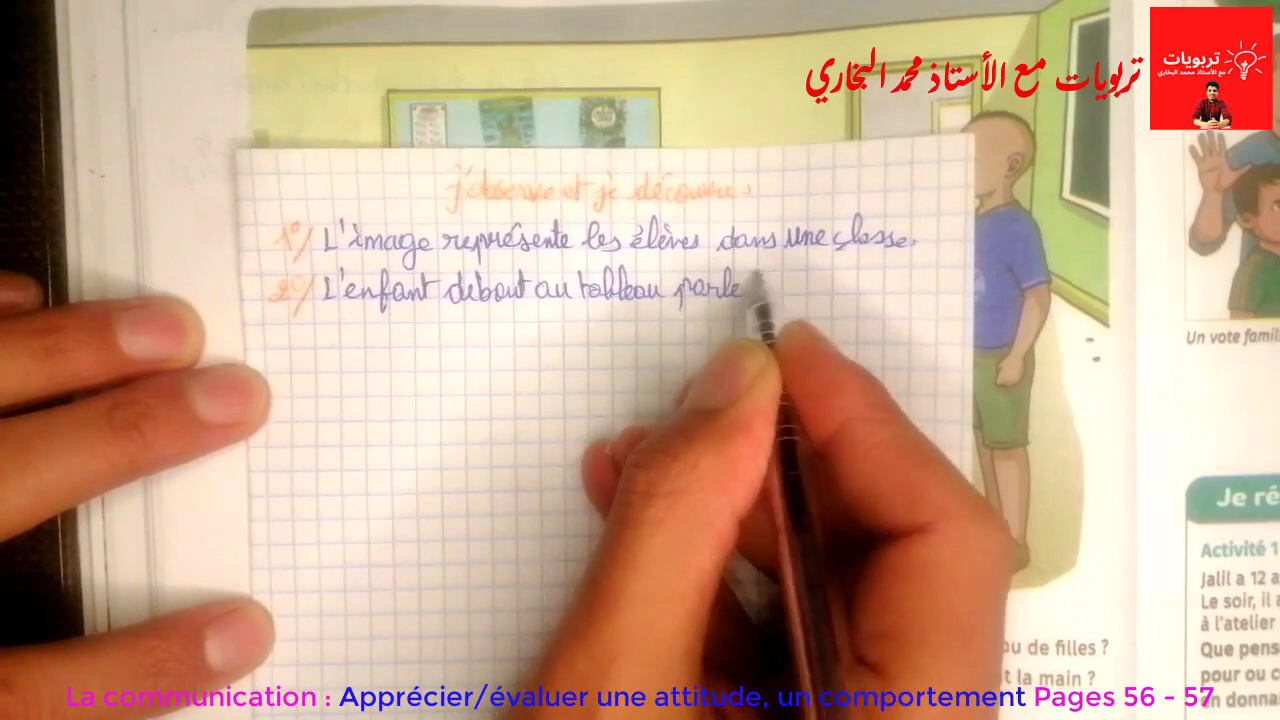 تربويات مع الأستاذ محمد البخاري
تربويات
مع الأستاذ محمد البخاري
J'observe et je découvre.
1°/ L'image représente les élèves dans une classe.
2°/ L'enfant debout au tableau parle
Un vote famil
Je ré
Activité 1
Jalil a 12 a
Le soir, il a
à l'atelier
Que pens
pour ou c
en donna
ou de filles ?
t la main ?
La communication : Apprécier/évaluer une attitude, un comportement Pages 56 - 57